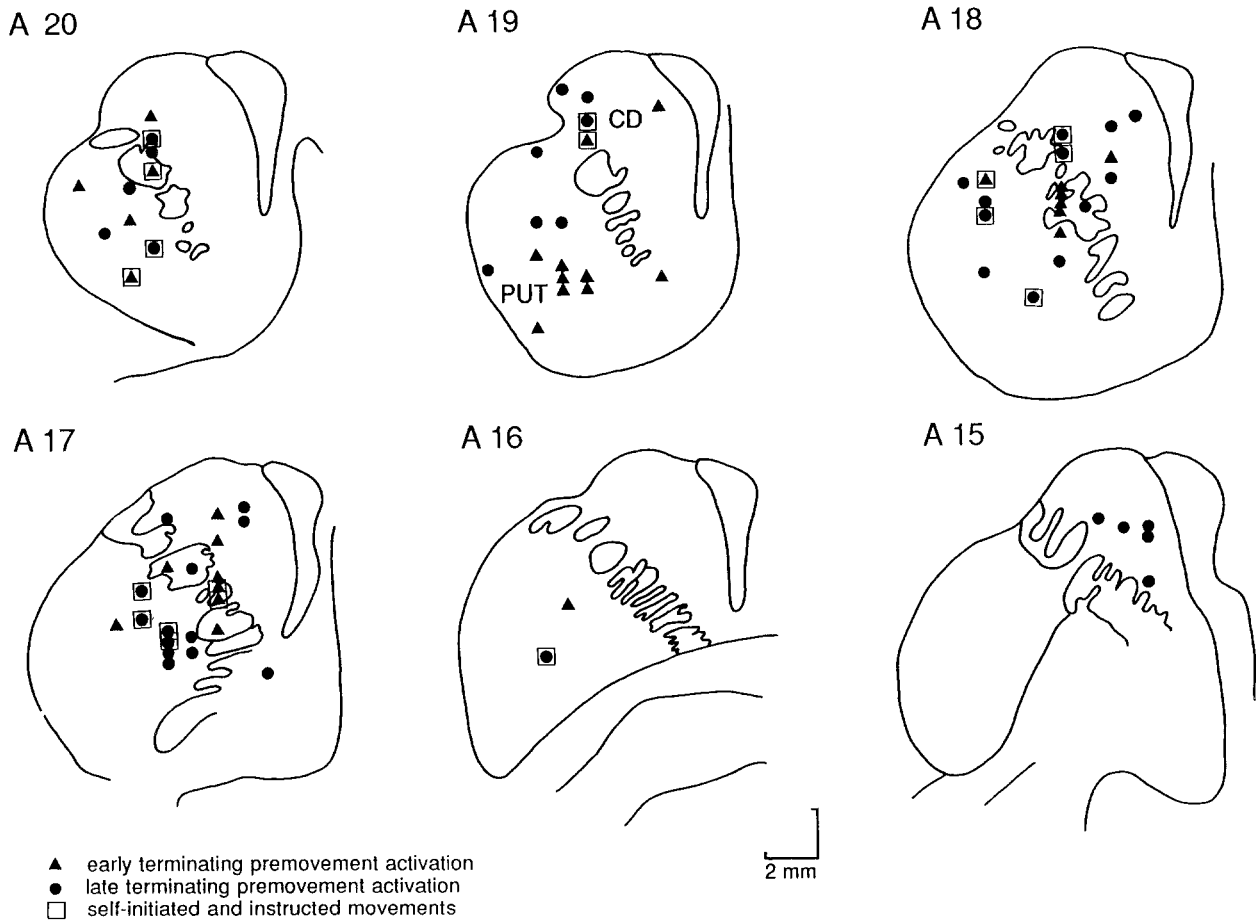 A 20
A 19
A 18
CD
PUT
A 17
A 16
A 15
2 mm
early terminating premovement activation
late terminating premovement activation
self-initiated and instructed movements